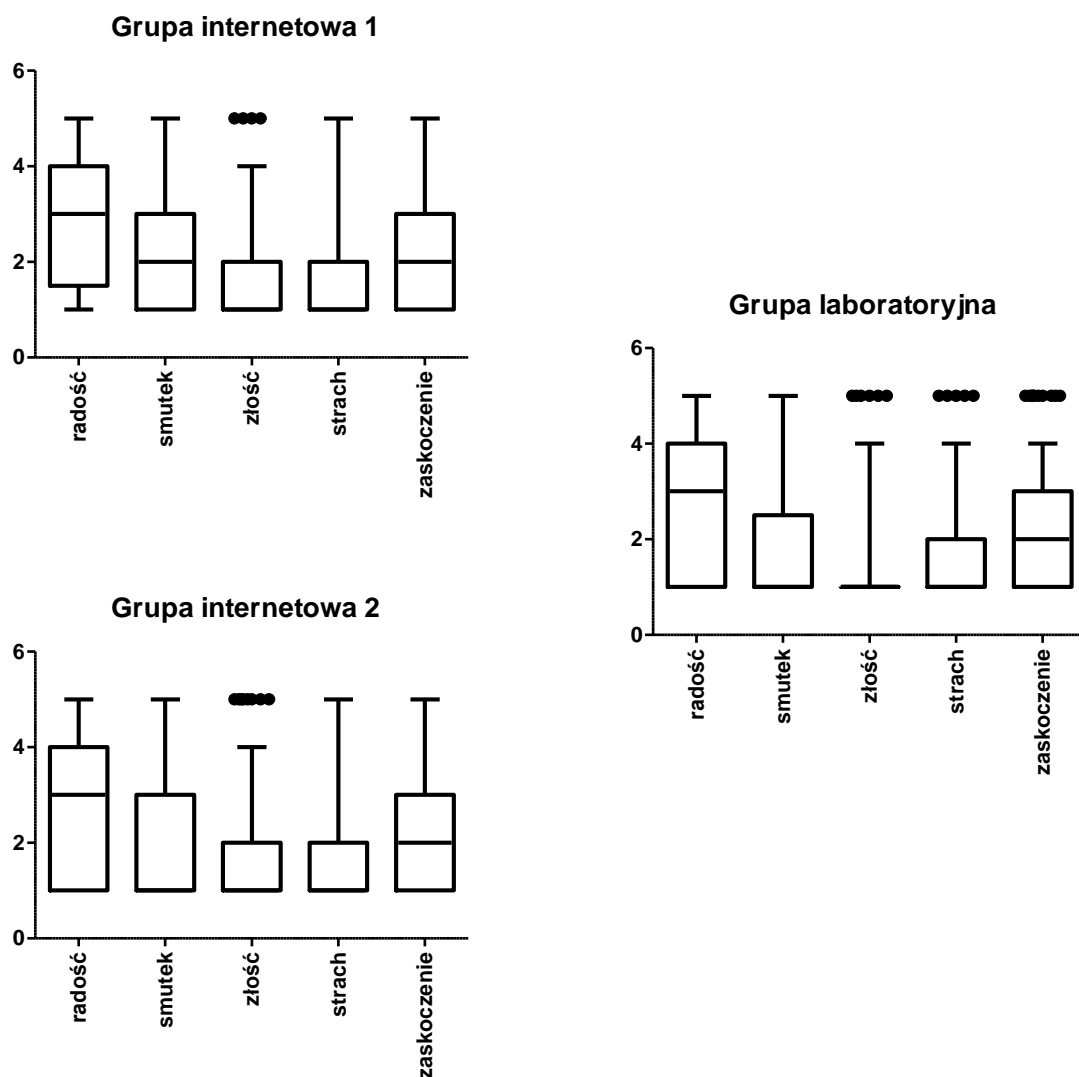 Grupa internetowa 1
6
4
2
0
radość
smutek
złość
strach
zaskoczenie
Grupa laboratoryjna
6
4
2
0
radość
smutek
złość
strach
zaskoczenie
Grupa internetowa 2
6
4
2
0
radość
smutek
złość
strach
zaskoczenie